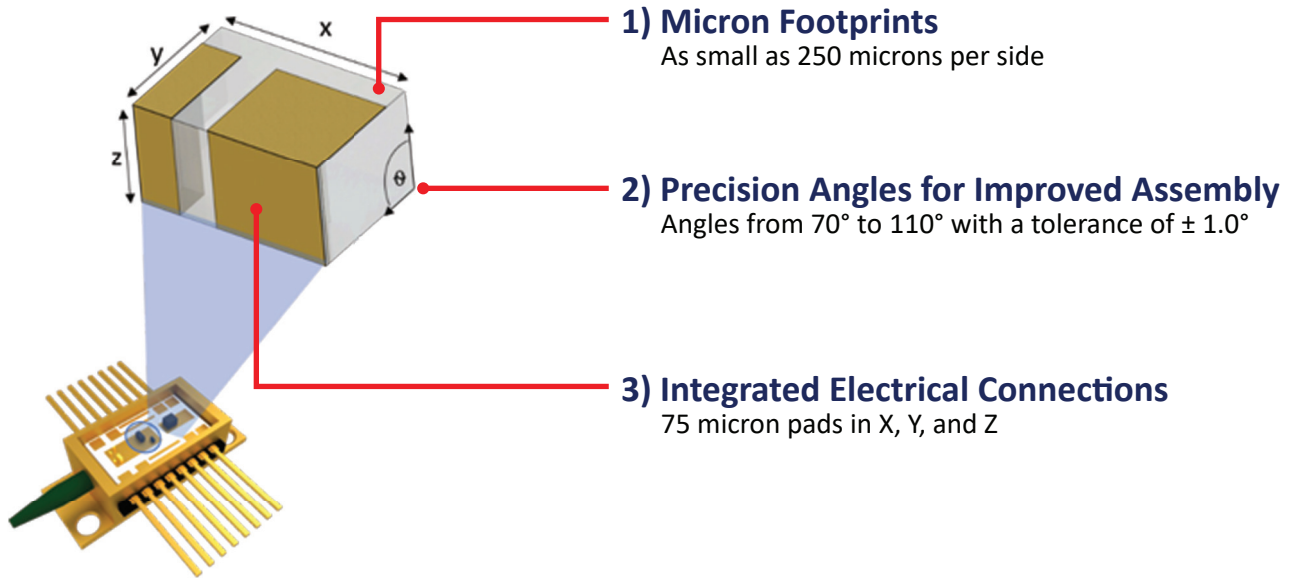 x
y
z
θ
1) Micron Footprints
As small as 250 microns per side
2) Precision Angles for Improved Assembly
Angles from 70° to 110° with a tolerance of ± 1.0°
3) Integrated Electrical Connections
75 micron pads in X, Y, and Z